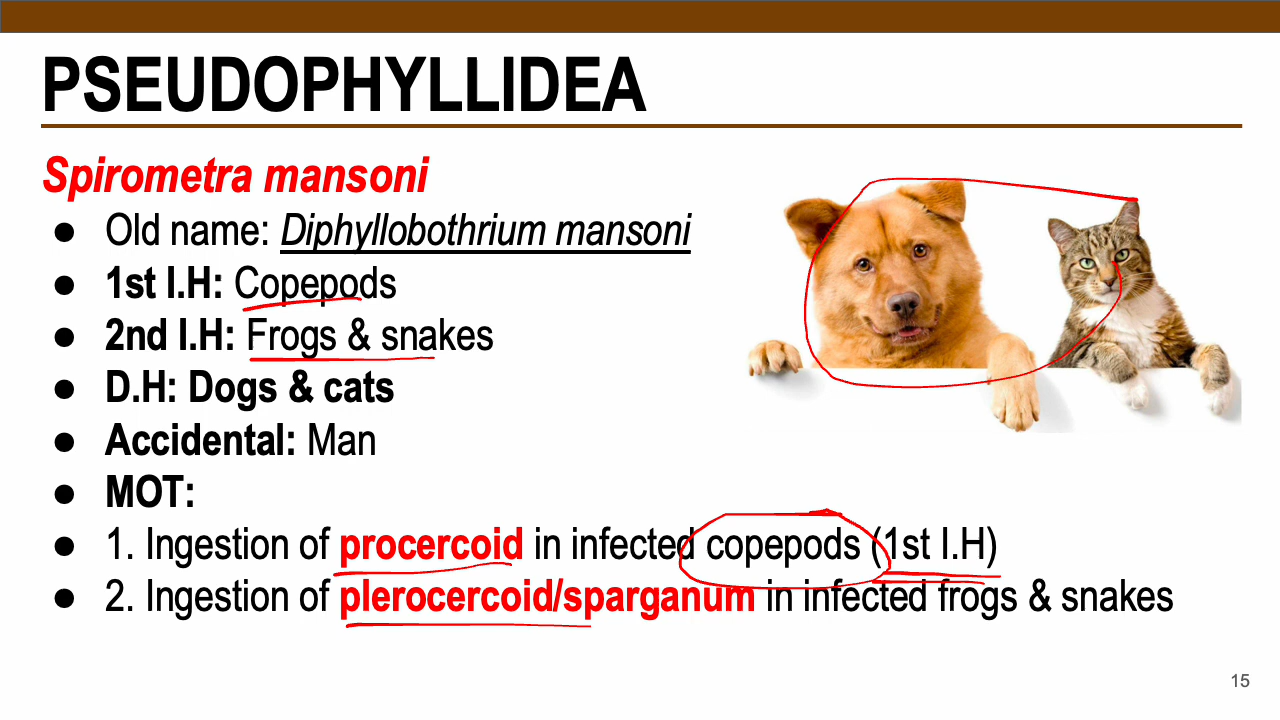 PSEUDOPHYLLIDEA
Spirometra mansoni
● Old name: Diphyllobothrium mansoni
● 1st I.H: Copepods
● 2nd I.H: Frogs & snakes
● D.H: Dogs & cats
● Accidental: Man
● MOT:
● 1. Ingestion of procercoid in infected copepods (1st I.H)
● 2. Ingestion of plerocercoid/sparganum in infected frogs & snakes
15